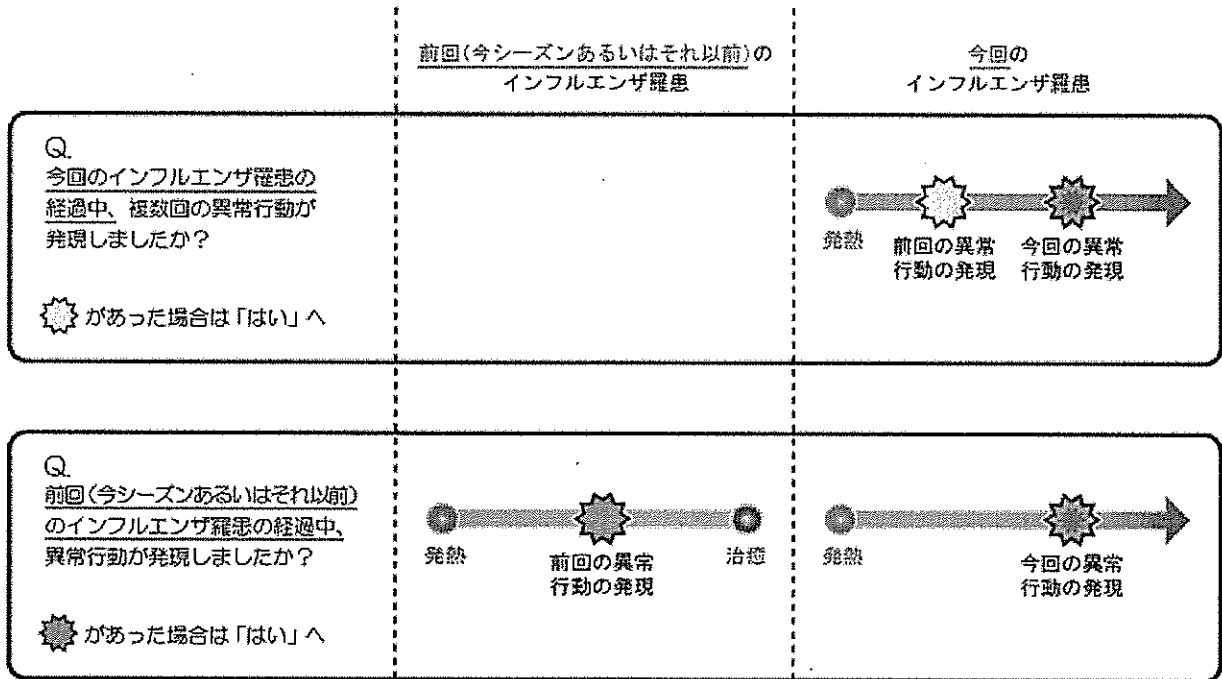 前回(今シーズンあるいはそれ以前)の
インフルエンザ罹患
今回の
インフルエンザ罹患
Q.
今回のインフルエンザ罹患の
経過中、複数回の異常行動が
発現しましたか?
があった場合は「はい」へ
発熱
前回の異常
行動の発現
今回の異常
行動の発現
Q.
前回(今シーズンあるいはそれ以前)
のインフルエンザ罹患の経過中、
異常行動が発現しましたか?
があった場合は「はい」へ
発熱
前回の異常
行動の発現
治癒
発熱
今回の異常
行動の発現